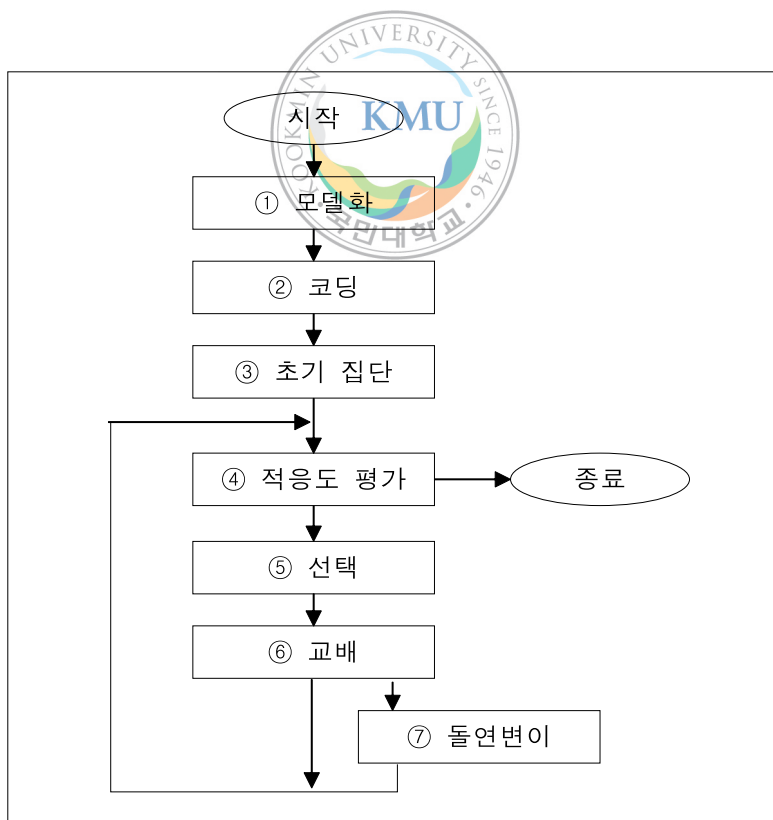 KOOKMIN UNIVERSITY SINCE 1946
KMU
국민대학교
시작
① 모델화
② 코딩
③ 초기 집단
④ 적응도 평가
종료
⑤ 선택
⑥ 교배
⑦ 돌연변이